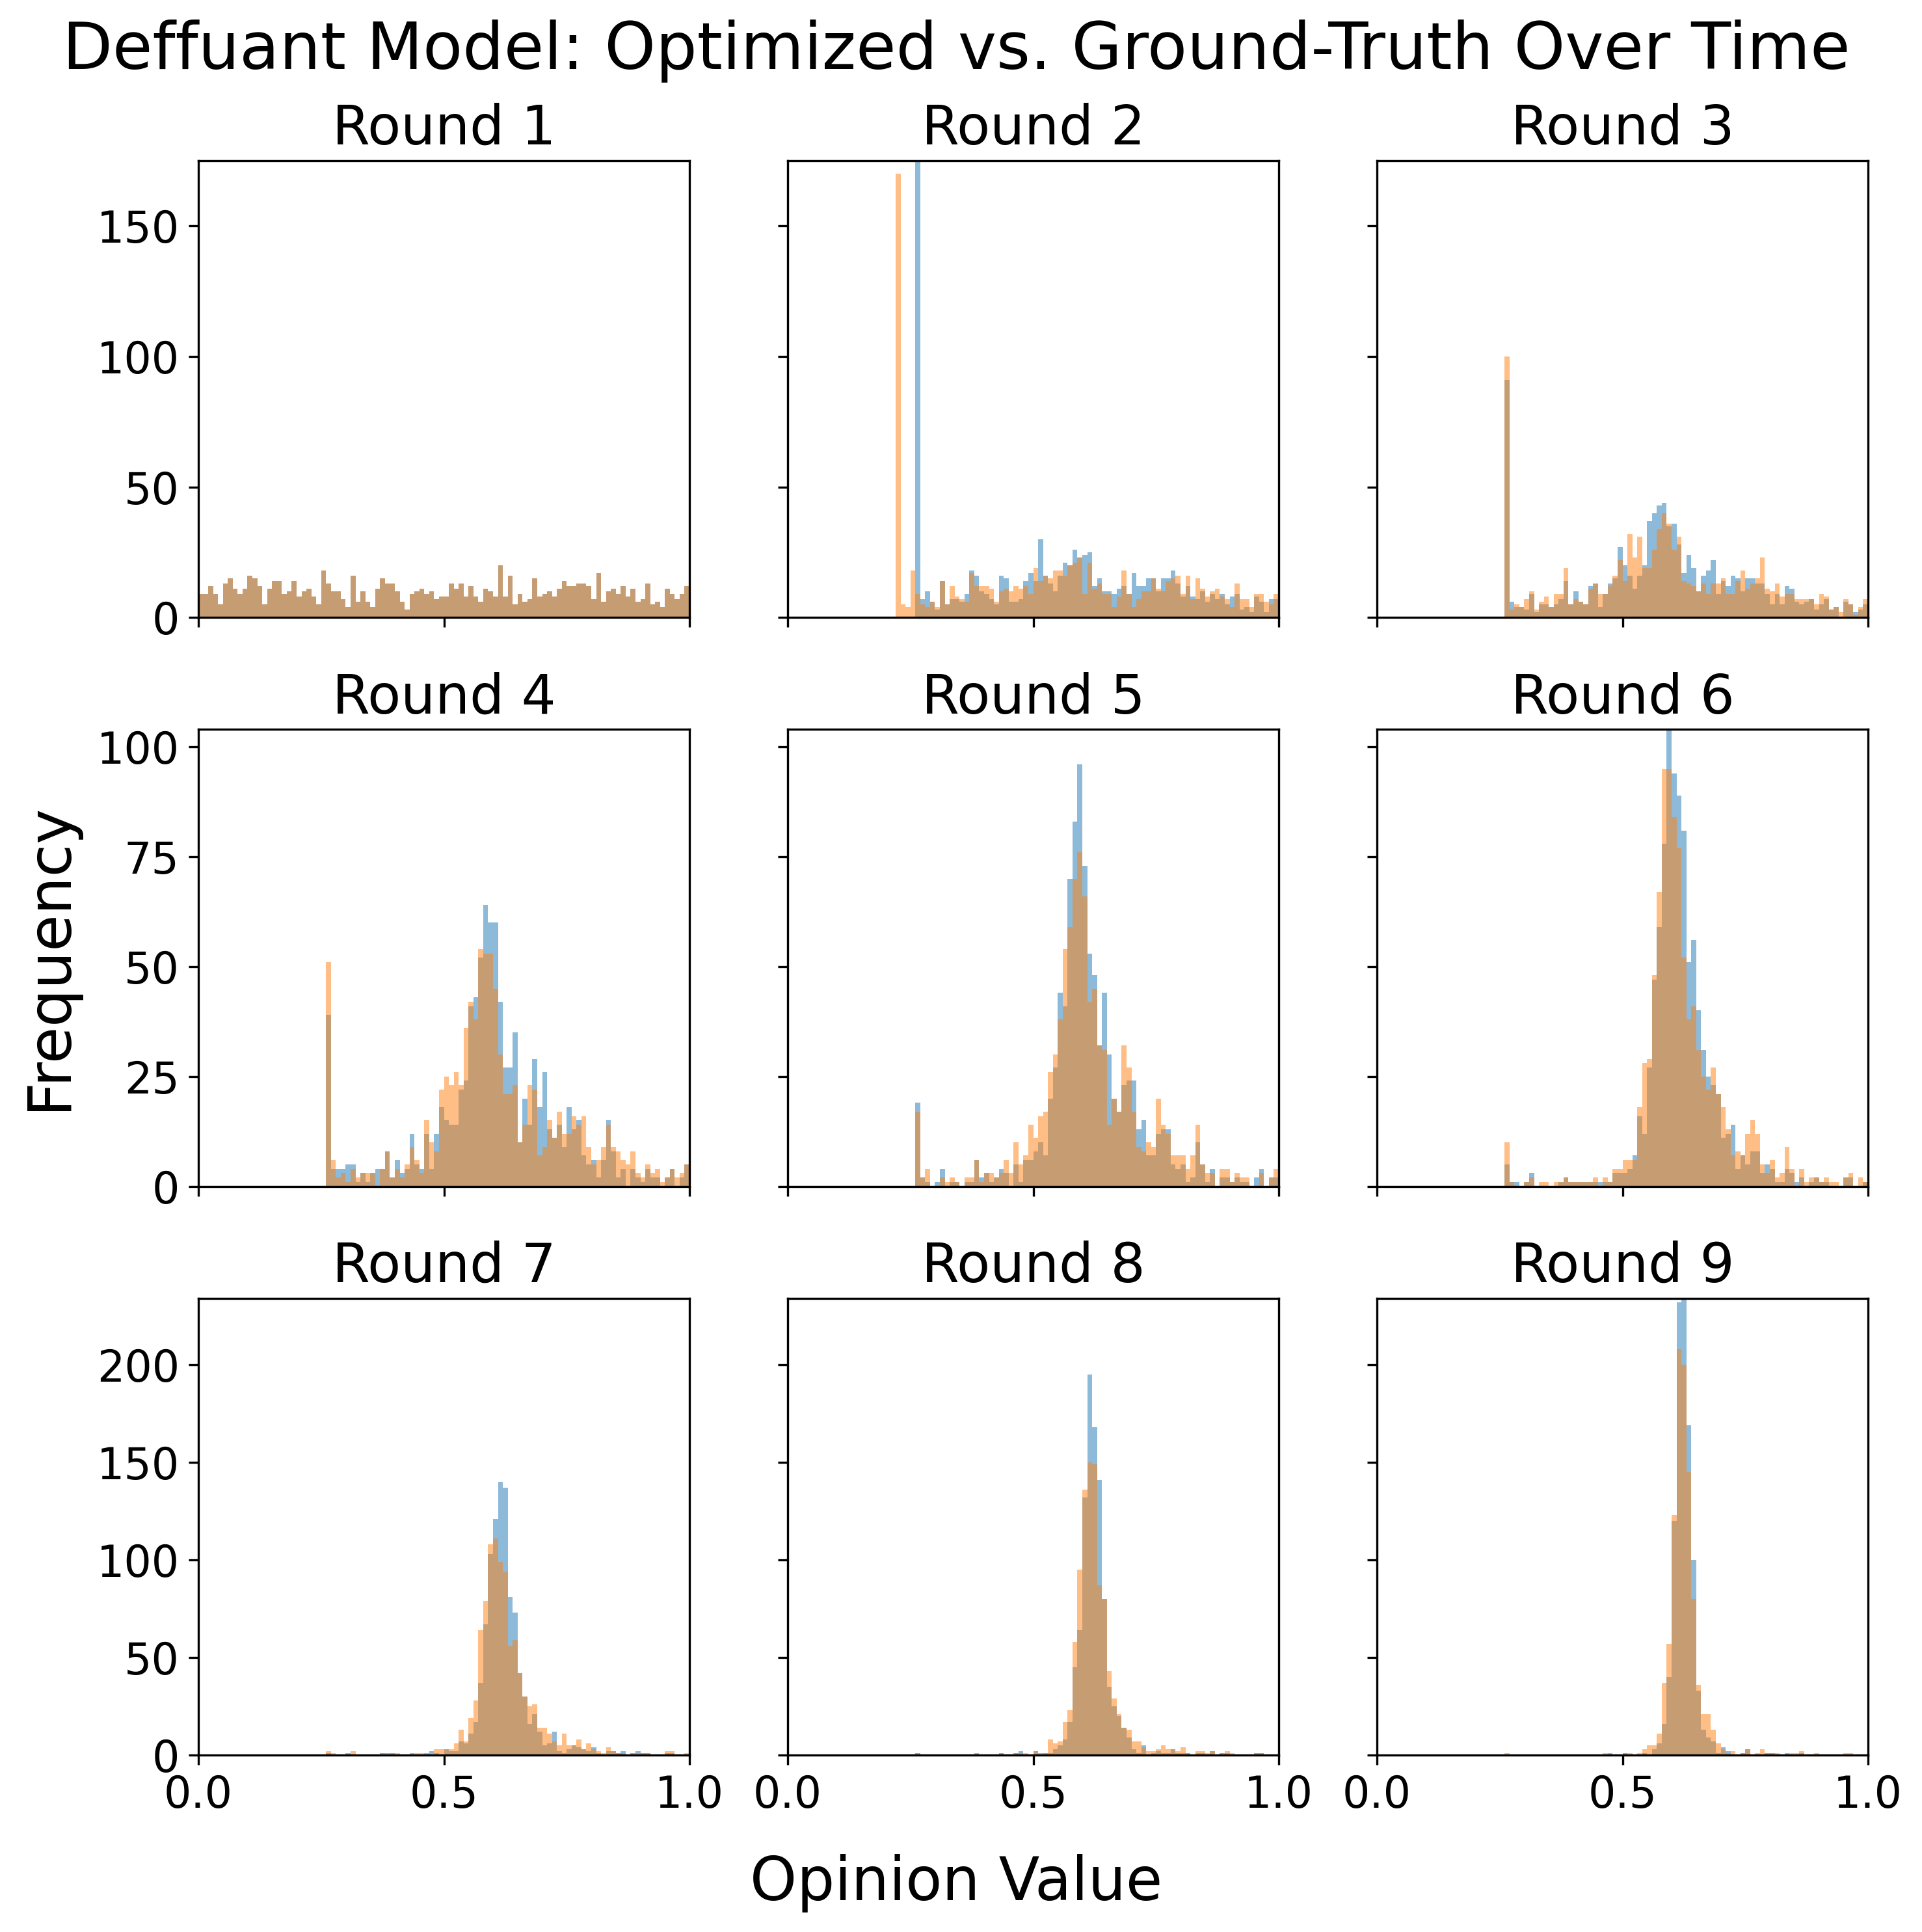 Deffuant Model: Optimized vs. Ground-Truth Over Time
Round 1
Round 2
Round 3
150
100
50
0
Round 4
Round 5
Round 6
100
75
50
25
0
Frequency
Round 7
Round 8
Round 9
200
150
100
50
0
0.0 0.5 1.0 0.0 0.5 1.0 0.0 0.5 1.0
Opinion Value